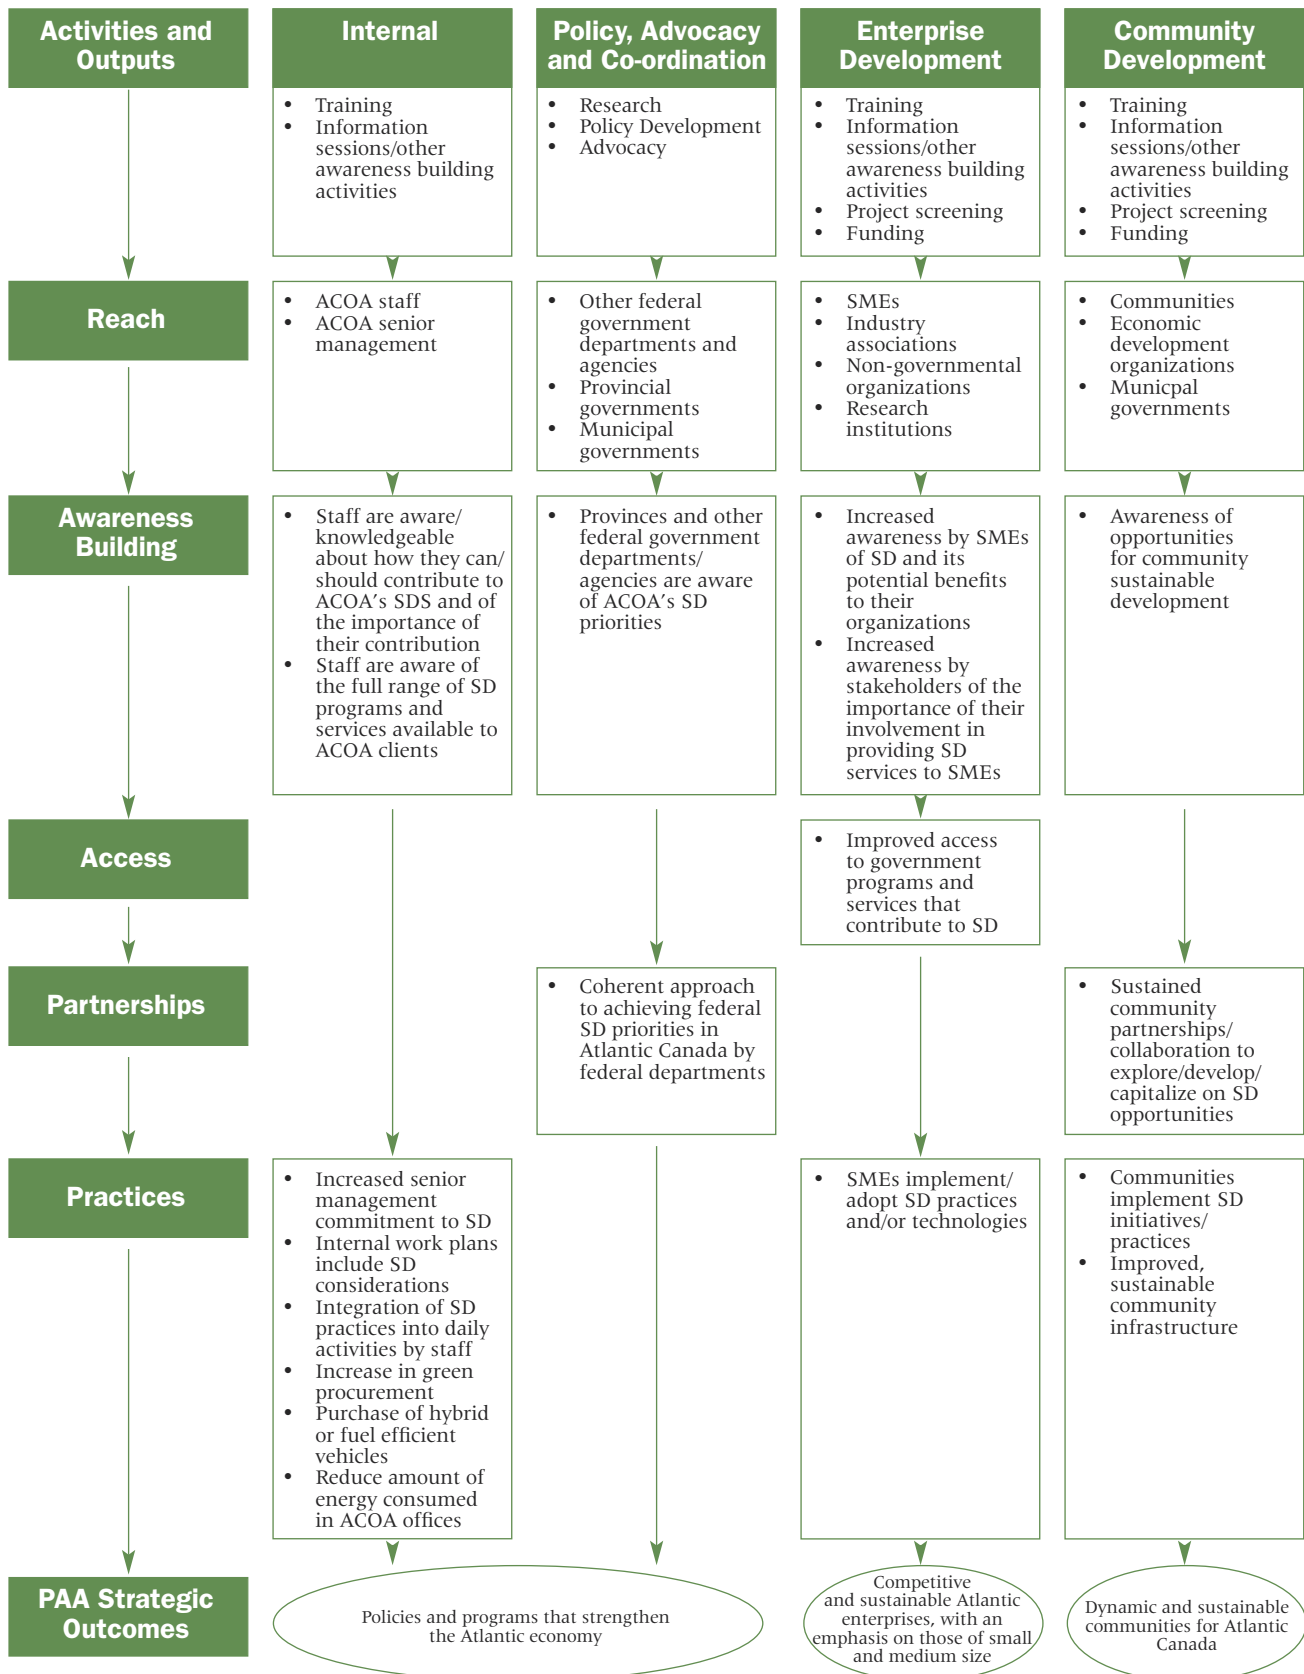 Activities and
Outputs
Internal
Policy, Advocacy
and Co-ordination
Enterprise
Development
Community
Development
• Training
• Information
sessions/other
awareness building
activities
• Research
• Policy Development
• Advocacy
• Training
• Information
sessions/other
awareness building
activities
• Project screening
• Funding
• Training
• Information
sessions/other
awareness building
activities
• Project screening
• Funding
Reach
• ACOA staff
• ACOA senior
management
• Other federal
government
departments and
agencies
• Provincial
governments
• Municipal
governments
• SMEs
• Industry
associations
• Non-governmental
organizations
• Research
institutions
• Communities
• Economic
development
organizations
• Municpal
governments
Awareness
Building
• Staff are aware/
knowledgeable
about how they can/
should contribute to
ACOA's SDS and of
the importance of
their contribution
• Staff are aware of
the full range of SD
programs and
services available to
ACOA clients
• Provinces and other
federal government
departments/
agencies are aware
of ACOA's SD
priorities
• Increased
awareness by SMEs
of SD and its
potential benefits
to their
organizations
• Increased
awareness by
stakeholders of the
importance of their
involvement in
providing SD
services to SMEs
• Awareness of
opportunities
for community
sustainable
development
Access
• Improved access
to government
programs and
services that
contribute to SD
Partnerships
• Coherent approach
to achieving federal
SD priorities in
Atlantic Canada by
federal departments
• Sustained
community
partnerships/
collaboration to
explore/develop/
capitalize on SD
opportunities
Practices
• Increased senior
management
commitment to SD
• Internal work plans
include SD
considerations
• Integration of SD
practices into daily
activities by staff
• Increase in green
procurement
• Purchase of hybrid
or fuel efficient
vehicles
• Reduce amount of
energy consumed
in ACOA offices
• SMEs implement/
adopt SD practices
and/or technologies
• Communities
implement SD
initiatives/
practices
• Improved,
sustainable
community
infrastructure
PAA Strategic
Outcomes
Policies and programs that strengthen
the Atlantic economy
Competitive
and sustainable Atlantic
enterprises, with an
emphasis on those of small
and medium size
Dynamic and sustainable
communities for Atlantic
Canada